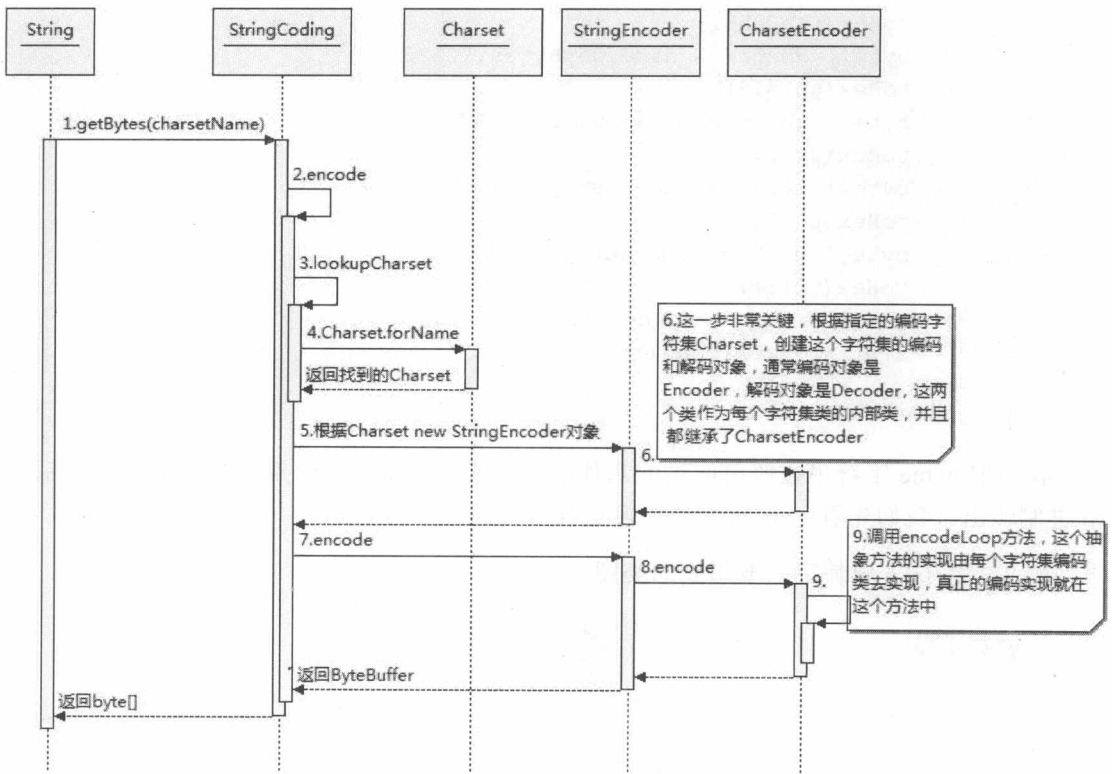 String
StringCoding
Charset
StringEncoder
CharsetEncoder
1.getBytes(charsetName)
2.encode
3.lookupCharset
4.Charset.forName
返回找到的Charset
5.根据Charset new StringEncoder对象
6.
6.这一步非常关键，根据指定的编码字
符集Charset，创建这个字符集的编码
和解码对象，通常编码对象是
Encoder，解码对象是Decoder, 这两
个类作为每个字符集类的内部类，并且
都继承了CharsetEncoder
7.encode
8.encode
9.
9.调用encodeLoop方法，这个抽
象方法的实现由每个字符集编码
类去实现，真正的编码实现就在
这个方法中
返回ByteBuffer
返回byte[]